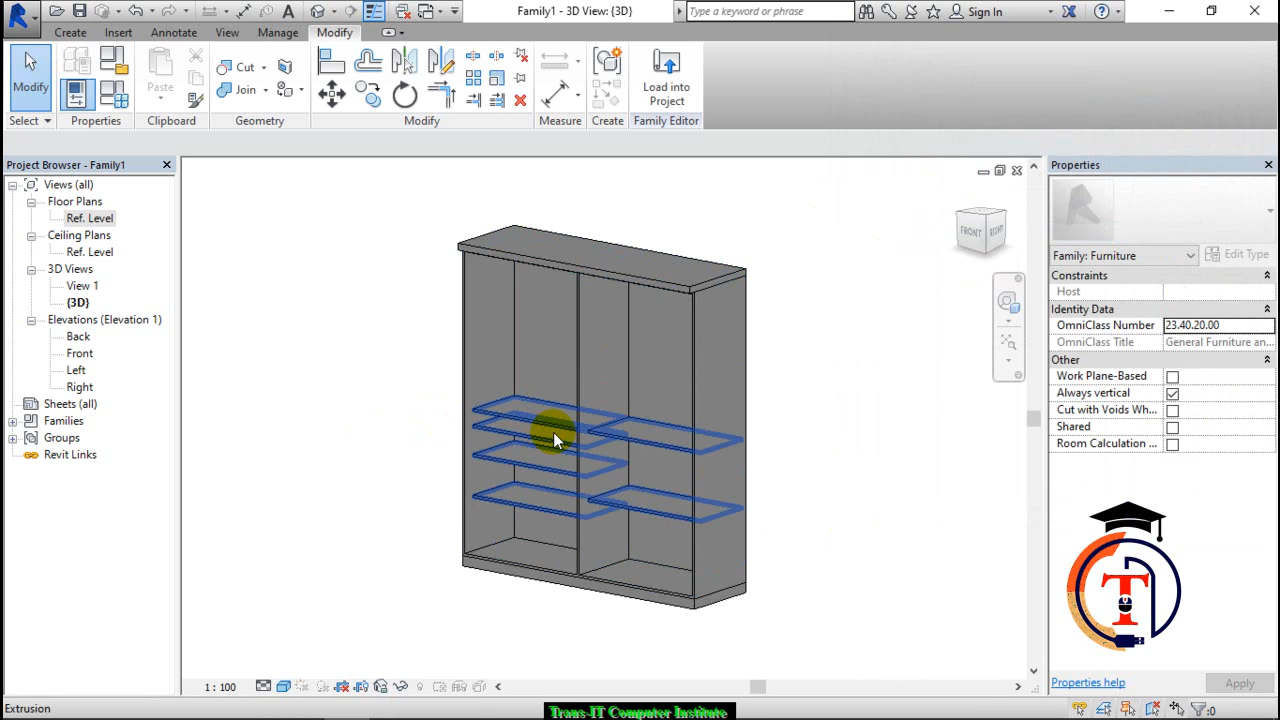 Family1 - 3D View: {3D}
Type a keyword or phrase
Sign In
Create
Insert
Annotate
View
Manage
Modify
Modify
Paste
Cut
Join
Load into
Project
Select
Properties
Clipboard
Geometry
Modify
Measure
Create
Family Editor
Project Browser - Family1
Views (all)
Floor Plans
Ref. Level
Ceiling Plans
Ref. Level
3D Views
View 1
{3D}
Elevations (Elevation 1)
Back
Front
Left
Right
Sheets (all)
Families
Groups
Revit Links
FRONT
RIGHT
Properties
Family: Furniture
Edit Type
Constraints
Host
Identity Data
OmniClass Number
23.40.20.00
OmniClass Title
General Furniture an...
Other
Work Plane-Based
Always vertical
Cut with Voids Wh...
Shared
Room Calculation ...
T
Properties help
Apply
1 : 100
Extrusion
Trans-IT Computer Institute
:0